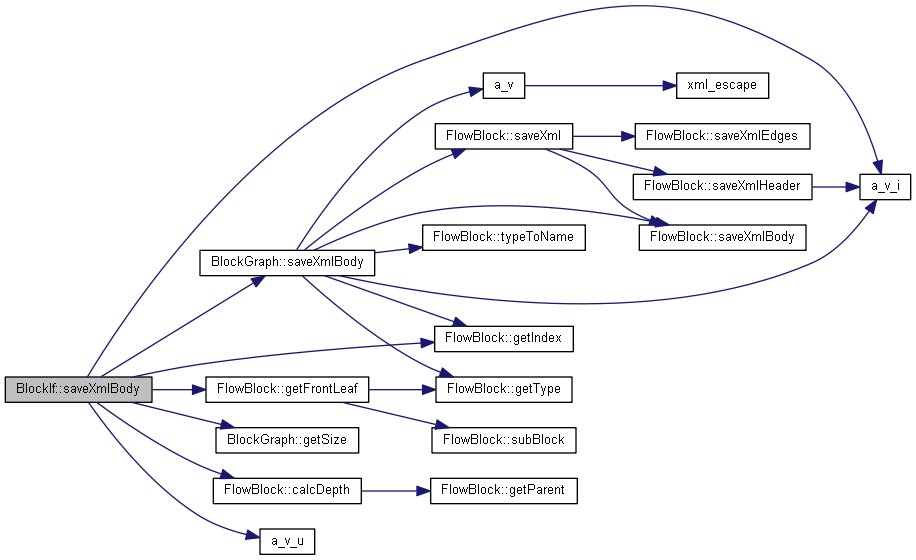 a_v
xml_escape
FlowBlock::saveXml
FlowBlock::saveXmlEdges
FlowBlock::saveXmlHeader
a_v_i
FlowBlock::typeToName
FlowBlock::saveXmlBody
BlockGraph::saveXmlBody
FlowBlock::getIndex
BlockIf::saveXmlBody
FlowBlock::getFrontLeaf
FlowBlock::getType
BlockGraph::getSize
FlowBlock::subBlock
FlowBlock::calcDepth
FlowBlock::getParent
a_v_u